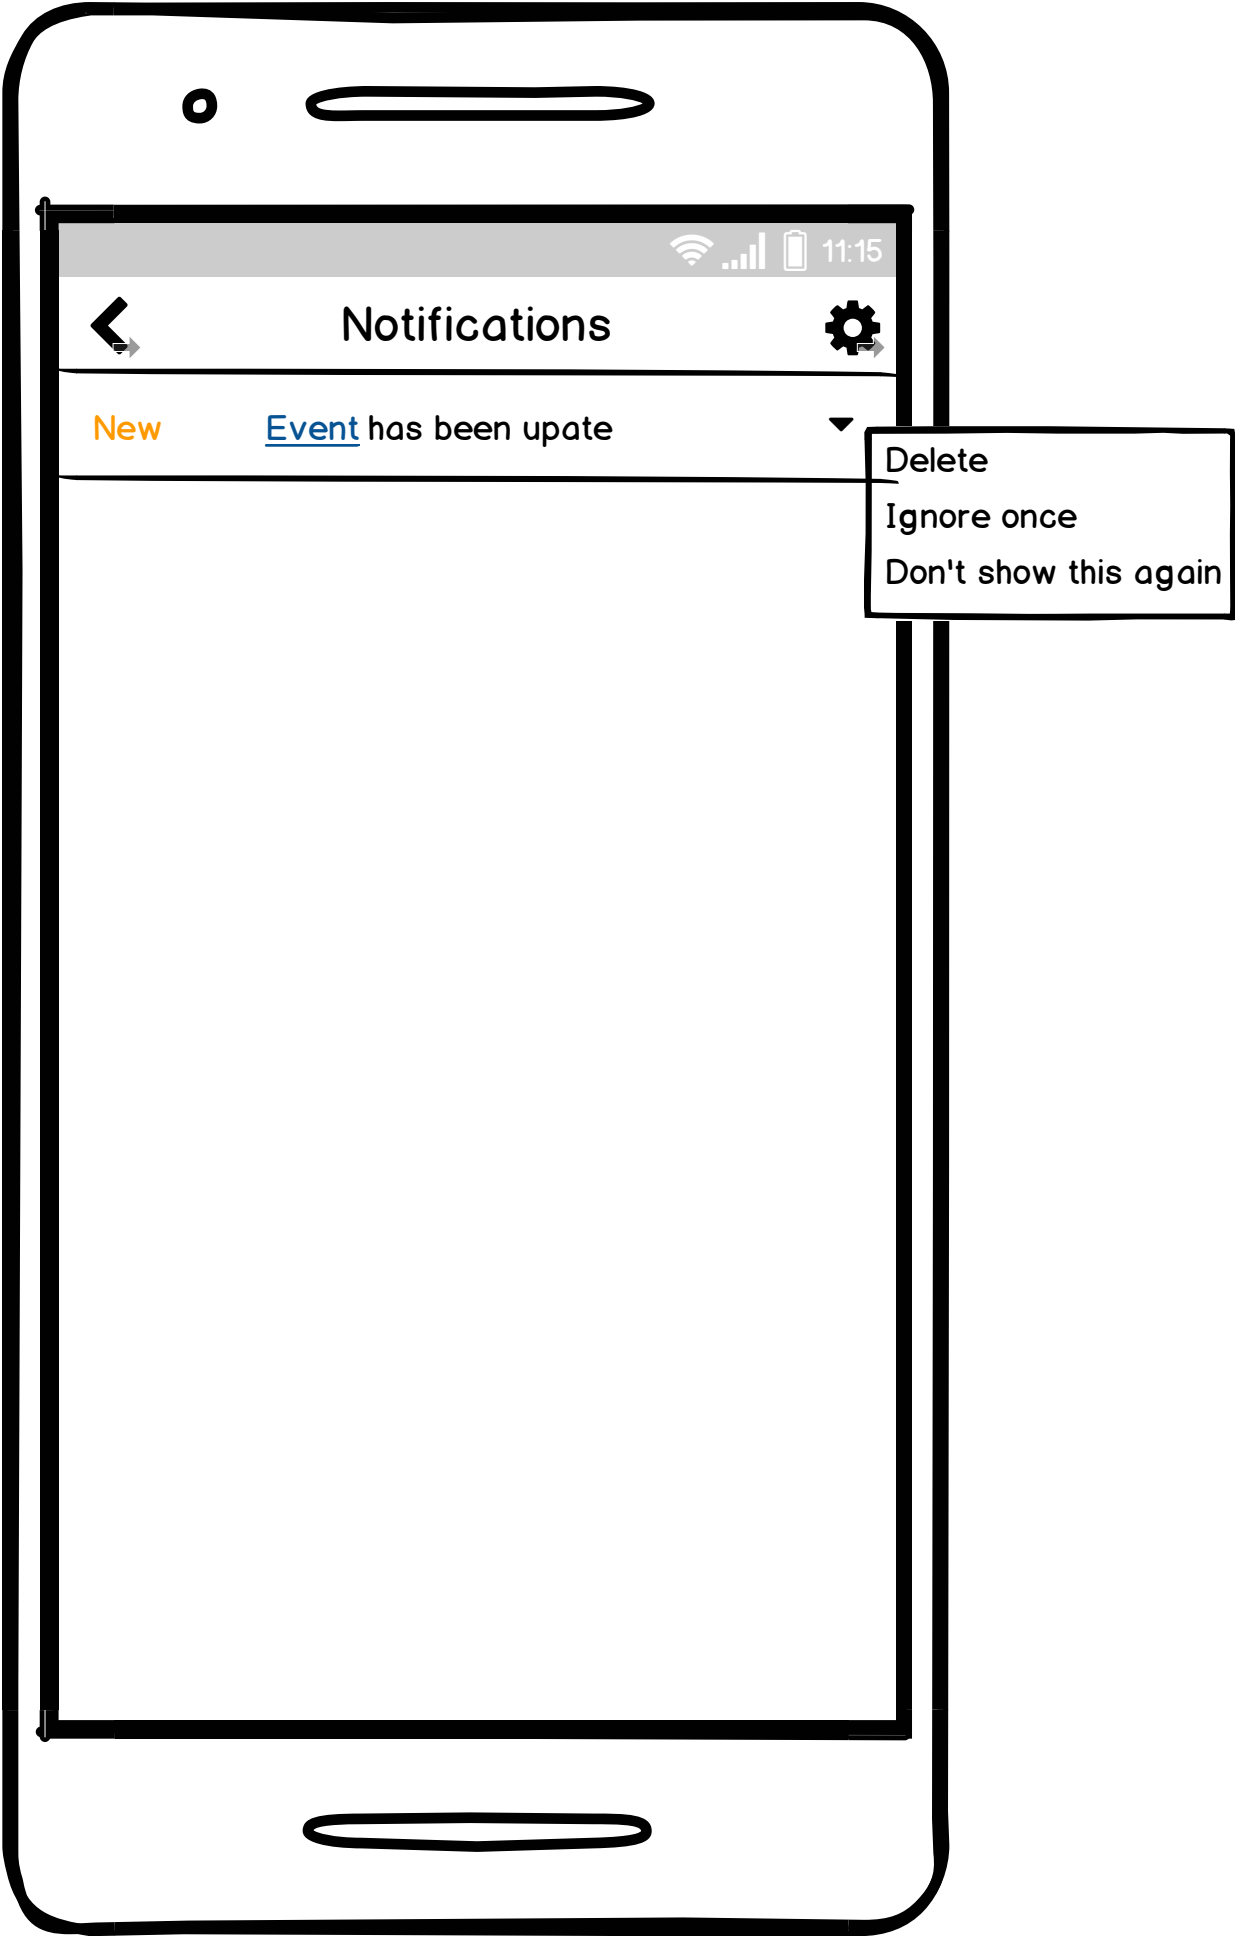 11:15
Notifications
New Event has been upate
Delete
Ignore once
Don't show this again